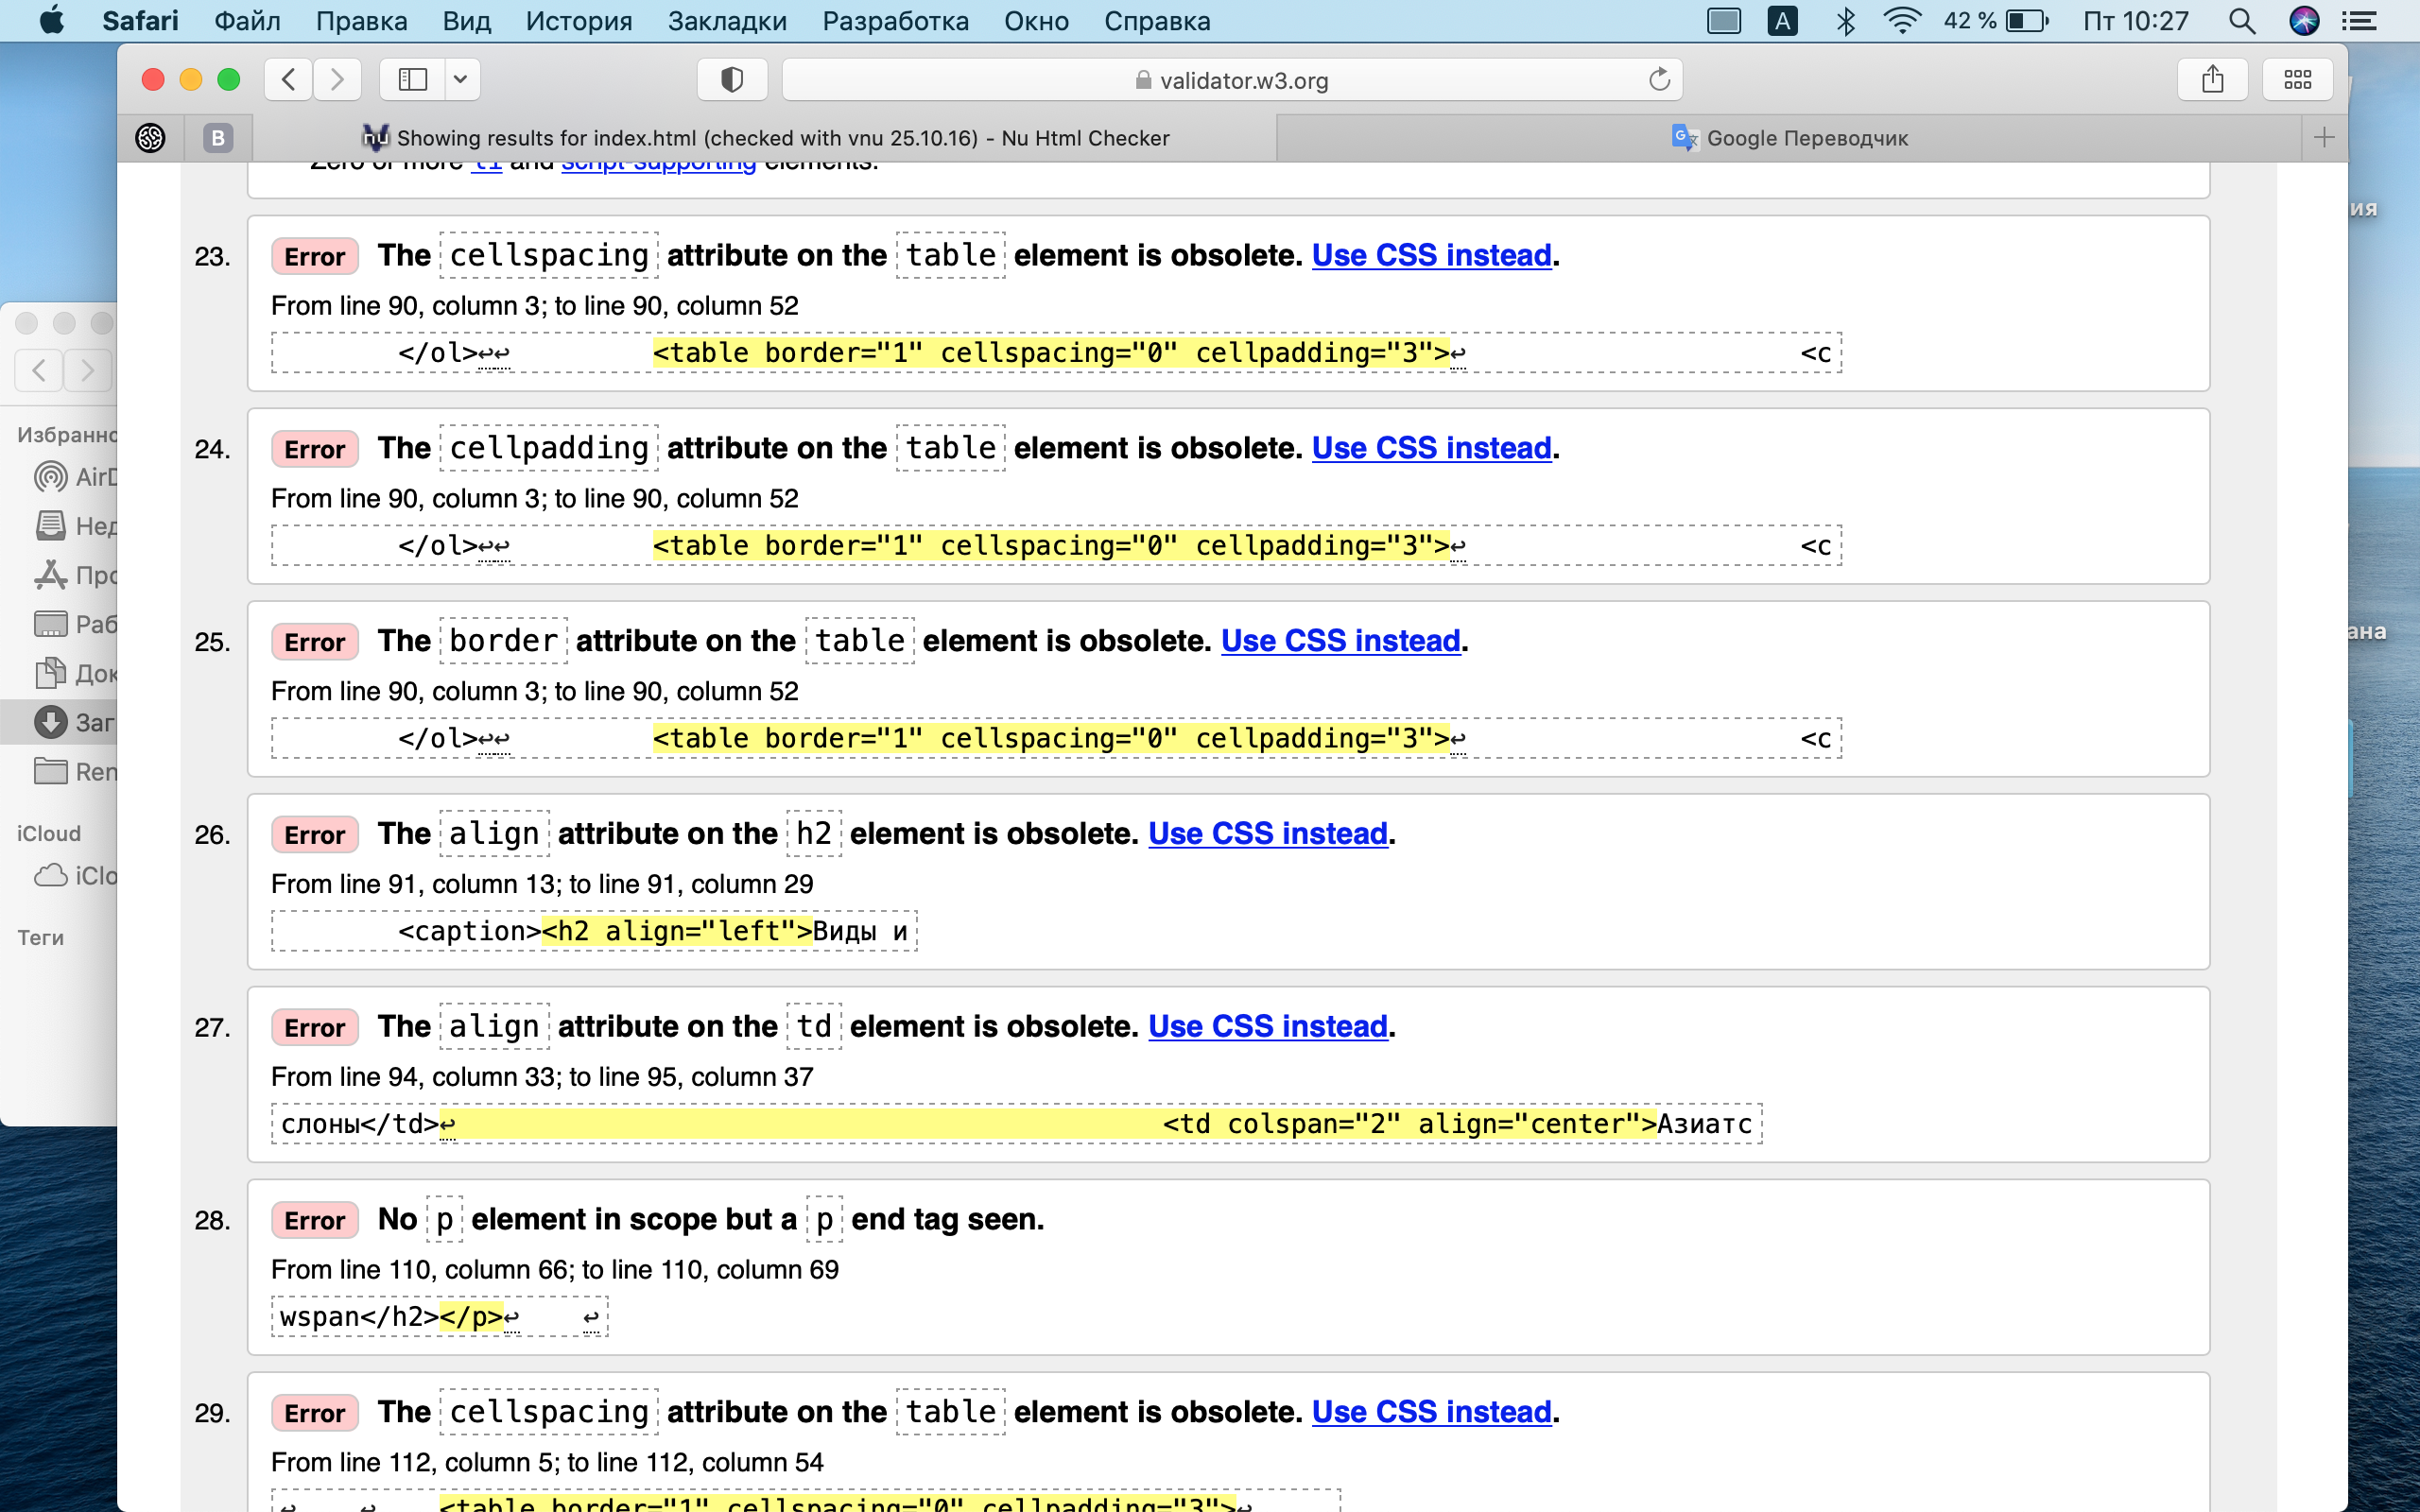 Safari Файл Правка Вид История Закладки Разработка Окно Справка A 42 % Пт 10:27
validator.w3.org
B Showing results for index.html (checked with vnu 25.10.16) - Nu Html Checker Google Переводчик
Zero or more li and script-supporting elements.
23. Error The cellspacing attribute on the table element is obsolete. Use CSS instead.
From line 90, column 3; to line 90, column 52
</ol>↩↩ <table border="1" cellspacing="0" cellpadding="3">↩ <c
24. Error The cellpadding attribute on the table element is obsolete. Use CSS instead.
From line 90, column 3; to line 90, column 52
</ol>↩↩ <table border="1" cellspacing="0" cellpadding="3">↩ <c
25. Error The border attribute on the table element is obsolete. Use CSS instead.
From line 90, column 3; to line 90, column 52
</ol>↩↩ <table border="1" cellspacing="0" cellpadding="3">↩ <c
26. Error The align attribute on the h2 element is obsolete. Use CSS instead.
From line 91, column 13; to line 91, column 29
<caption><h2 align="left">Виды и
27. Error The align attribute on the td element is obsolete. Use CSS instead.
From line 94, column 33; to line 95, column 37
слоны</td>↩ <td colspan="2" align="center">Азиатс
28. Error No p element in scope but a p end tag seen.
From line 110, column 66; to line 110, column 69
wspan</h2></p>↩ ↩
29. Error The cellspacing attribute on the table element is obsolete. Use CSS instead.
From line 112, column 5; to line 112, column 54
↩ ↩ <table border="1" cellspacing="0" cellpadding="3">↩
Избранно
AirD
Нед
Про
Раб
Док
Заг
Ren
iCloud
iClo
Теги
ия
ана